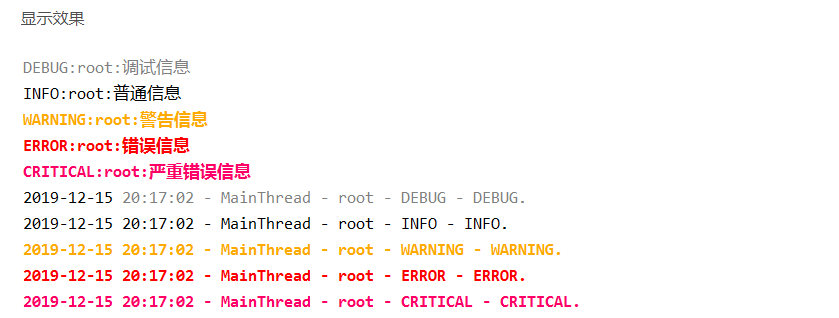 显示效果
DEBUG:root:调试信息
INFO:root:普通信息
WARNING:root:警告信息
ERROR:root:错误信息
CRITICAL:root:严重错误信息
2019-12-15 20:17:02 - MainThread - root - DEBUG - DEBUG.
2019-12-15 20:17:02 - MainThread - root - INFO - INFO.
2019-12-15 20:17:02 - MainThread - root - WARNING - WARNING.
2019-12-15 20:17:02 - MainThread - root - ERROR - ERROR.
2019-12-15 20:17:02 - MainThread - root - CRITICAL - CRITICAL.